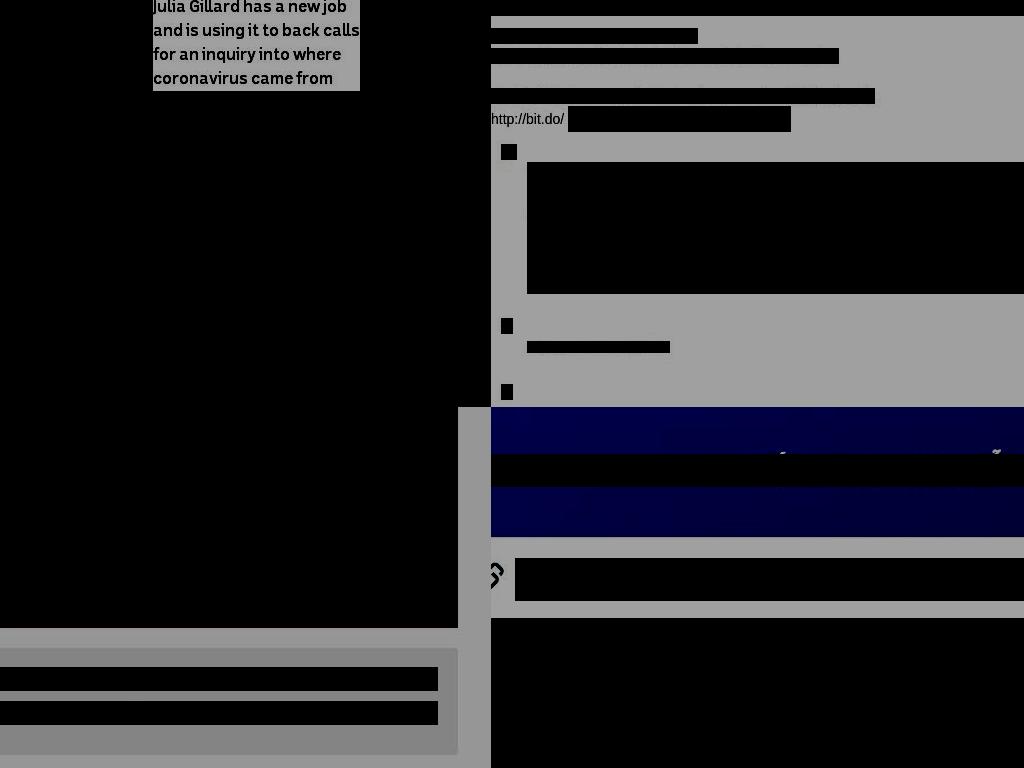 Julia Gillard has a new job
and is using it to back calls
for an inquiry into where
coronavirus came from
http://bit.do/